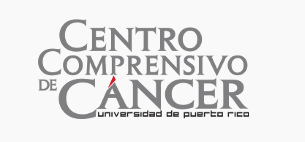 CENTRO
COMPRENSIVO
DE CÁNCER
universidad de puerto rico